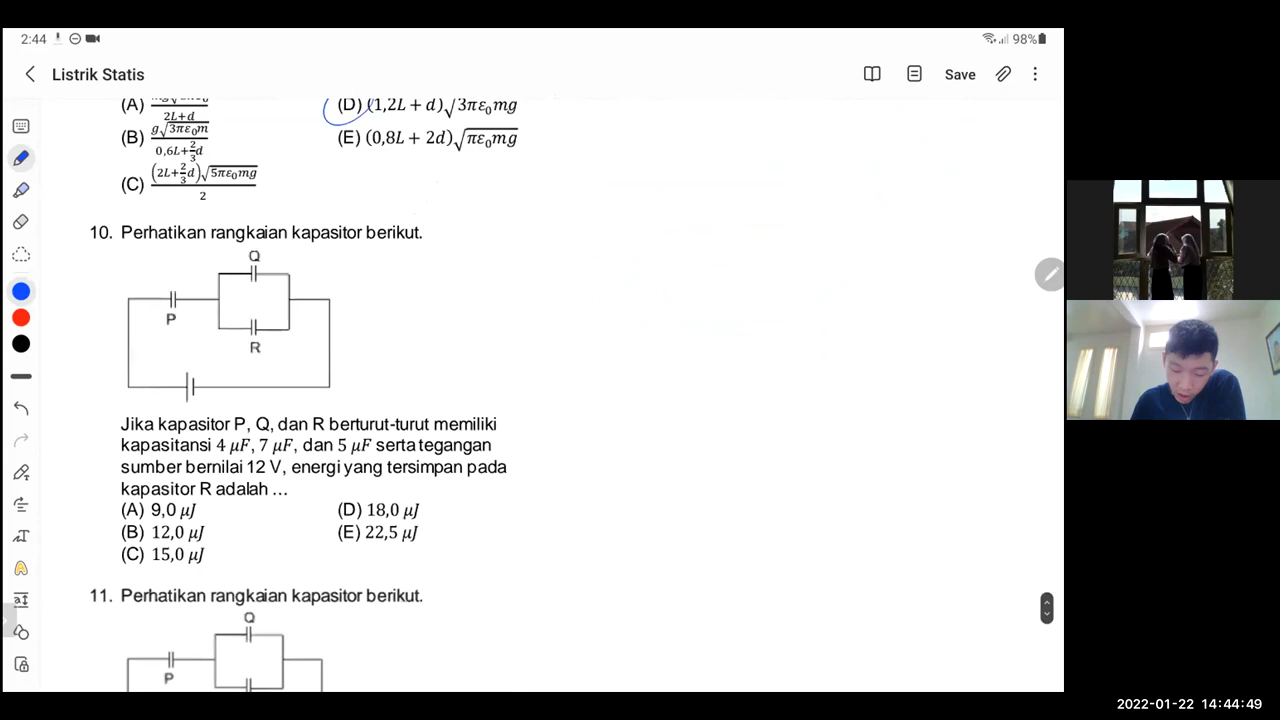 2:44
98%
Listrik Statis
Save
(A) 2L+d
(D) (1,2L + d)√3πε₀mg
(B) g√3πε₀m / 0,6L+⅔d
(E) (0,8L + 2d)√πε₀mg
(C) (2L+⅔d)√5πε₀mg / 2
10. Perhatikan rangkaian kapasitor berikut.
Q
P
R
Jika kapasitor P, Q, dan R berturut-turut memiliki
kapasitansi 4 μF, 7 μF, dan 5 μF serta tegangan
sumber bernilai 12 V, energi yang tersimpan pada
kapasitor R adalah ...
(A) 9,0 μJ
(D) 18,0 μJ
(B) 12,0 μJ
(E) 22,5 μJ
(C) 15,0 μJ
11. Perhatikan rangkaian kapasitor berikut.
Q
P
2022-01-22 14:44:49